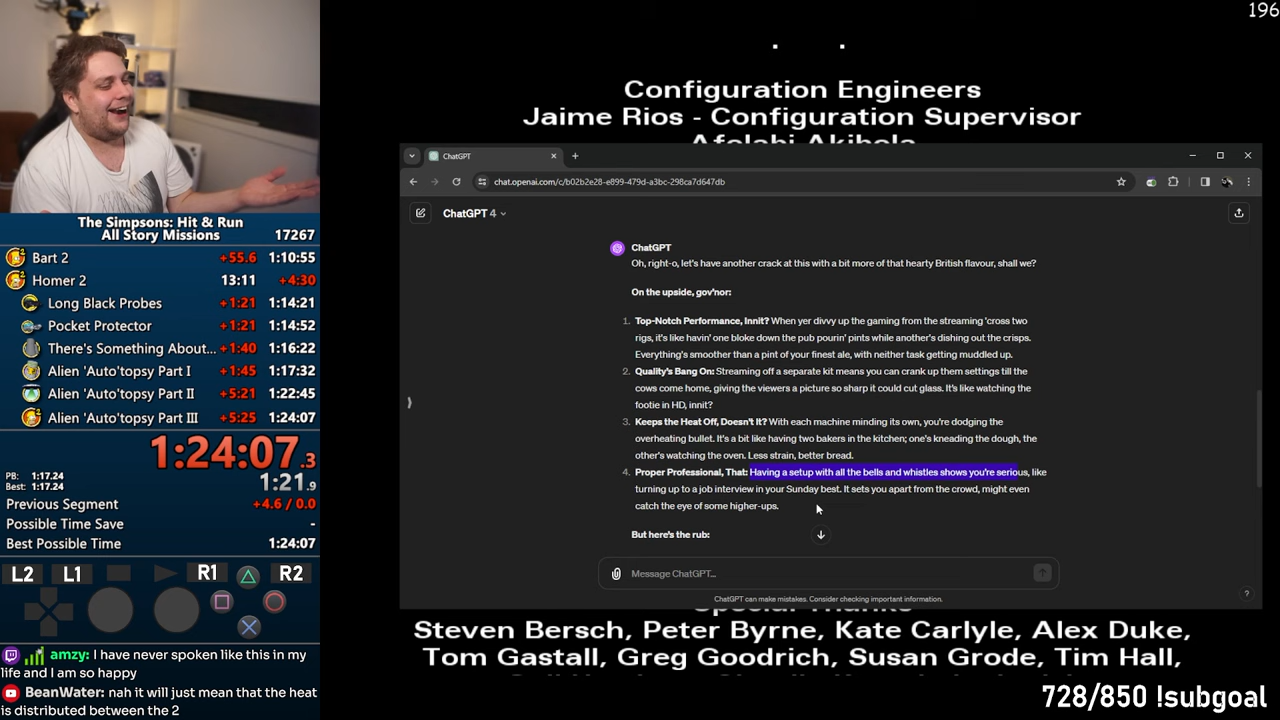 196
Configuration Engineers
Jaime Rios - Configuration Supervisor
Afolabi Akibola
ChatGPT
chat.openai.com/c/b02b2e28-e899-479d-a3bc-298ca7d647db
ChatGPT 4
ChatGPT
Oh, right-o, let's have another crack at this with a bit more of that hearty British flavour, shall we?
On the upside, gov'nor:
1. Top-Notch Performance, Innit? When yer divvy up the gaming from the streaming 'cross two
rigs, it's like havin' one bloke down the pub pourin' pints while another's dishing out the crisps.
Everything's smoother than a pint of your finest ale, with neither task getting muddled up.
2. Quality's Bang On: Streaming off a separate kit means you can crank up them settings till the
cows come home, giving the viewers a picture so sharp it could cut glass. It's like watching the
footie in HD, innit?
3. Keeps the Heat Off, Doesn't It? With each machine minding its own, you're dodging the
overheating bullet. It's a bit like having two bakers in the kitchen; one's kneading the dough, the
other's watching the oven. Less strain, better bread.
4. Proper Professional, That: Having a setup with all the bells and whistles shows you're serious, like
turning up to a job interview in your Sunday best. It sets you apart from the crowd, might even
catch the eye of some higher-ups.
But here's the rub:
Message ChatGPT...
ChatGPT can make mistakes. Consider checking important information.
?
Special Thanks
Steven Bersch, Peter Byrne, Kate Carlyle, Alex Duke,
Tom Gastall, Greg Goodrich, Susan Grode, Tim Hall,
728/850 !subgoal
The Simpsons: Hit & Run
All Story Missions 17267
Bart 2 +55.6 1:10:55
Homer 2 13:11 +4:30
Long Black Probes +1:21 1:14:21
Pocket Protector +1:21 1:14:52
There's Something About... +1:40 1:16:22
Alien 'Auto'topsy Part I +1:45 1:17:32
Alien 'Auto'topsy Part II +5:21 1:22:45
Alien 'Auto'topsy Part III +5:25 1:24:07
1:24:07.3
PB: 1:17.24
Best: 1:17.24
1:21.9
Previous Segment +4.6 / 0.0
Possible Time Save -
Best Possible Time 1:24:07
L2 L1 R1 R2
amzy: I have never spoken like this in my
life and I am so happy
BeanWater: nah it will just mean that the heat
is distributed between the 2